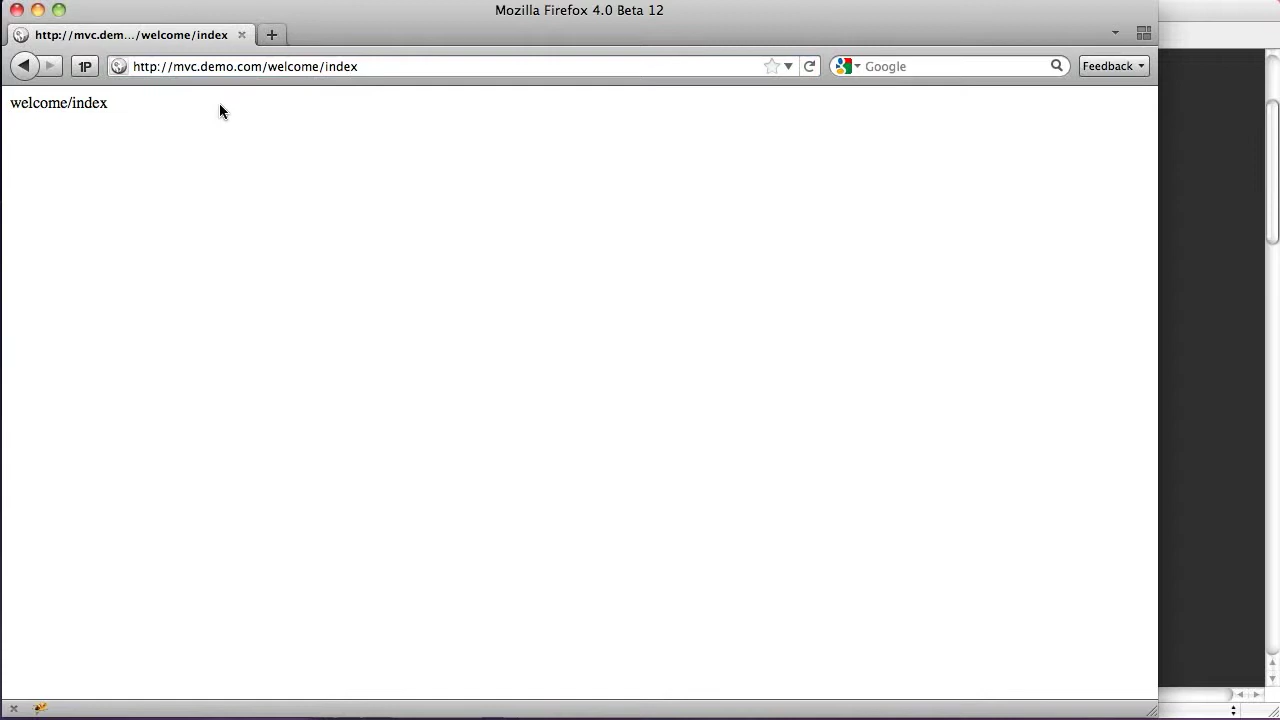 Mozilla Firefox 4.0 Beta 12
http://mvc.dem.../welcome/index
1P
http://mvc.demo.com/welcome/index
Google
Feedback
welcome/index